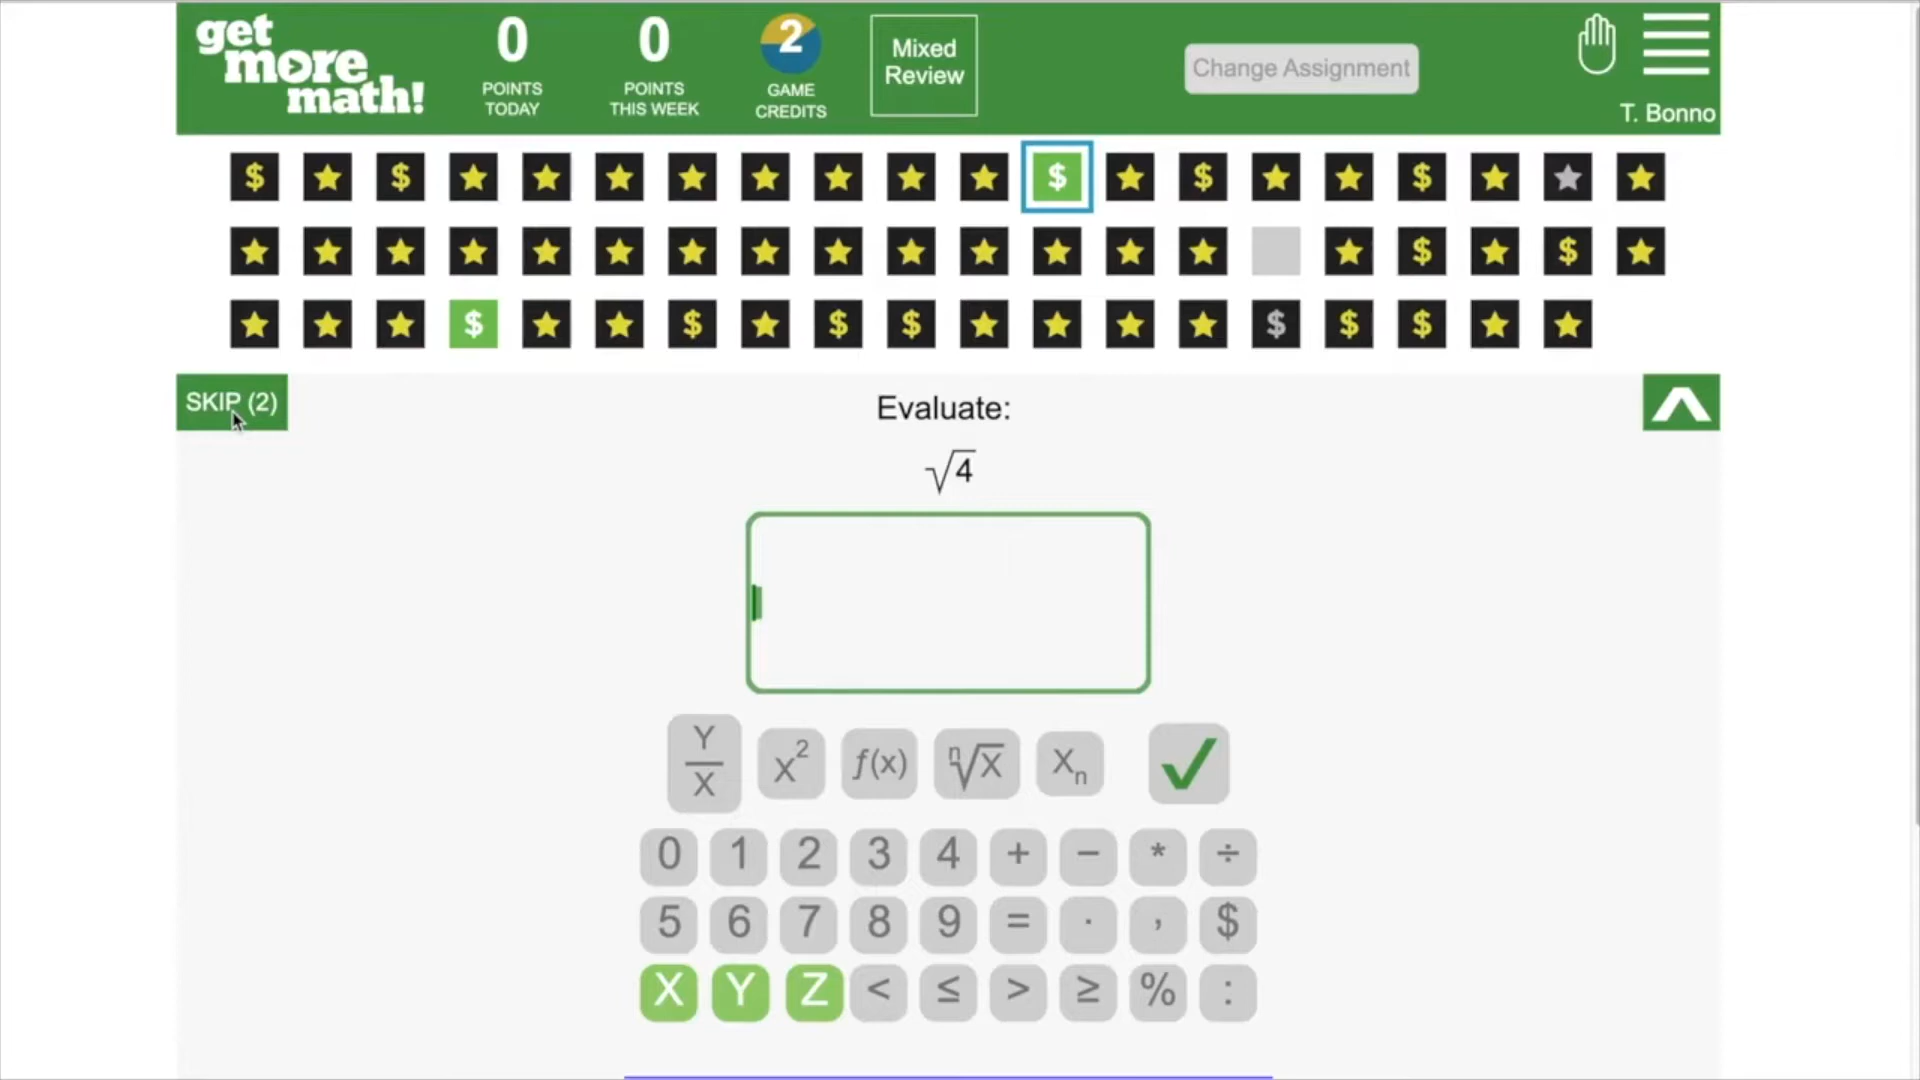 get
more
math!
0
POINTS
TODAY
0
POINTS
THIS WEEK
2
GAME
CREDITS
Mixed
Review
Change Assignment
T. Bonno
$ $ $ $ $
$ $
$ $ $ $ $ $ $
SKIP (2)
Evaluate:
√4
Y
X
x²
f(x)
ⁿ√X
Xₙ
0 1 2 3 4 + − * ÷
5 6 7 8 9 = . , $
X Y Z < ≤ > ≥ % :